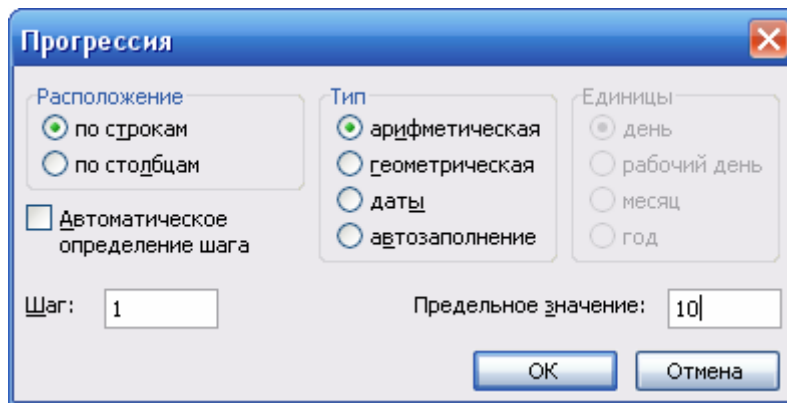 Прогрессия
Расположение
по строкам
по столбцам
Автоматическое
определение шага
Тип
арифметическая
геометрическая
даты
автозаполнение
Единицы
день
рабочий день
месяц
год
Шаг: 1
Предельное значение: 10
ОК
Отмена